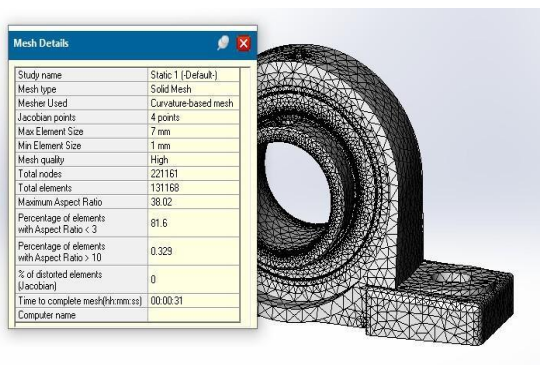 Mesh Details
Study name Static 1 (-Default-)
Mesh type Solid Mesh
Mesher Used Curvature-based mesh
Jacobian points 4 points
Max Element Size 7 mm
Min Element Size 1 mm
Mesh quality High
Total nodes 221161
Total elements 131168
Maximum Aspect Ratio 38.02
Percentage of elements
with Aspect Ratio < 3 81.6
Percentage of elements
with Aspect Ratio > 10 0.329
% of distorted elements
(Jacobian) 0
Time to complete mesh(hh:mm:ss) 00:00:31
Computer name